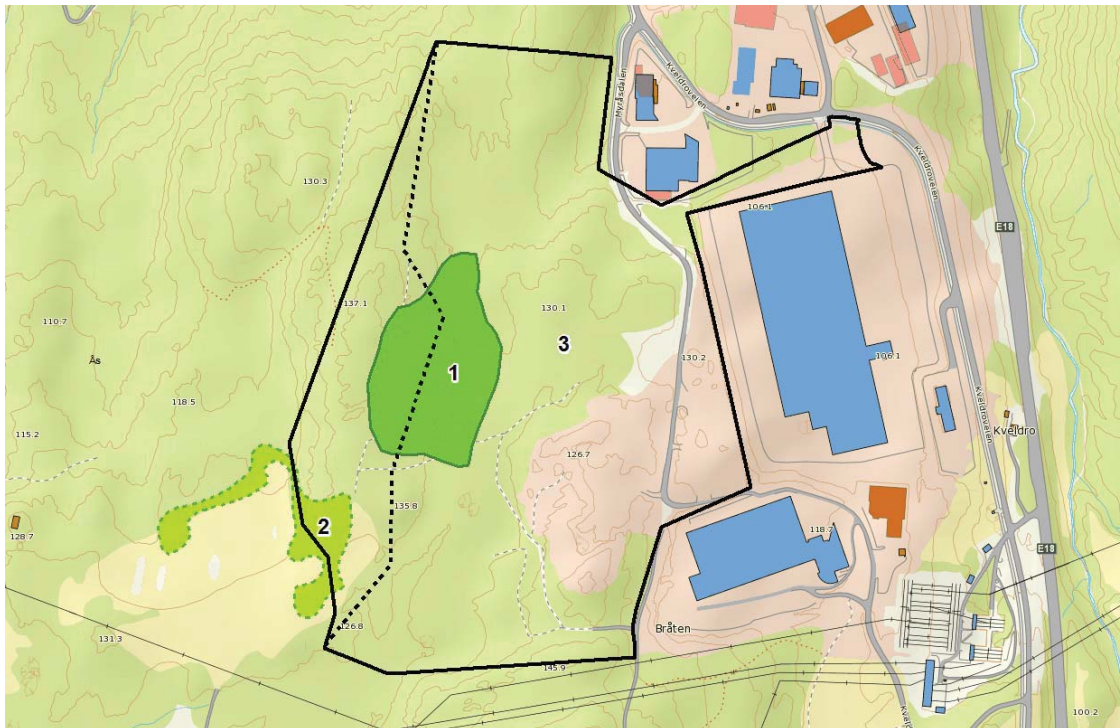 Myråsdalen
Kveldroveien
Kveldroveien
130.3
106.1
E18
137.1
130.1
110.7
3
Ås
130.2
106.1
1
118.5
Kveldroveien
115.2
Kveldro
126.7
135.8
2
128.7
118.7
E18
126.8
Bråten
131.3
145.9
100.2